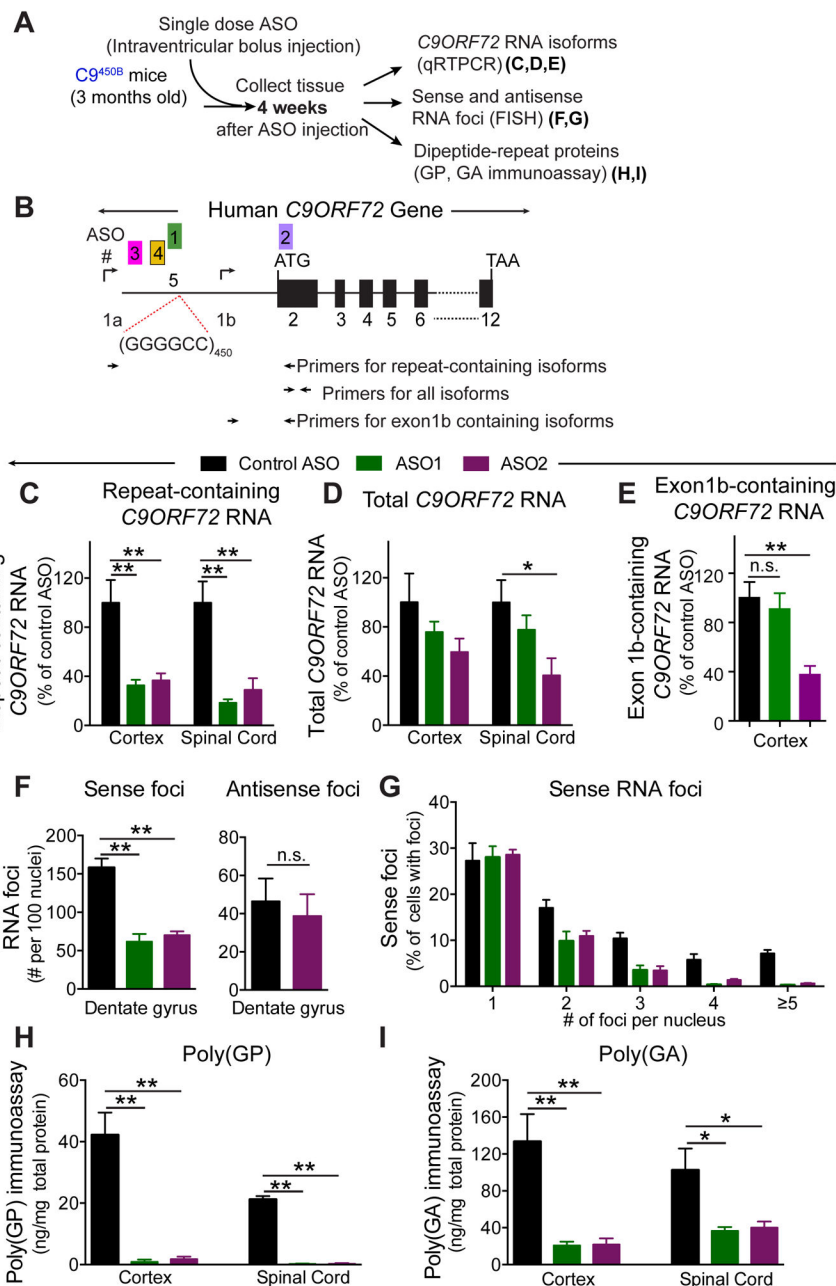 A
Single dose ASO
(Intraventricular bolus injection)
C9450B mice
(3 months old)
Collect tissue
4 weeks
after ASO injection
C9ORF72 RNA isoforms
(qRTPCR) (C,D,E)
Sense and antisense
RNA foci (FISH) (F,G)
Dipeptide-repeat proteins
(GP, GA immunoassay) (H,I)
B
Human C9ORF72 Gene
ASO
#
3
4
1
2
ATG
TAA
5
1a
1b
2
3
4
5
6
12
(GGGGCC)450
Primers for repeat-containing isoforms
Primers for all isoforms
Primers for exon1b containing isoforms
Control ASO
ASO1
ASO2
C
Repeat-containing
C9ORF72 RNA
C9ORF72 RNA
(% of control ASO)
120
80
40
0
**
**
**
**
Cortex
Spinal Cord
D
Total C9ORF72 RNA
Total C9ORF72 RNA
(% of control ASO)
120
80
40
0
*
Cortex
Spinal Cord
E
Exon1b-containing
C9ORF72 RNA
Exon 1b-containing
C9ORF72 RNA
(% of control ASO)
120
80
40
0
**
n.s.
Cortex
F
Sense foci
RNA foci
(# per 100 nuclei)
200
150
100
50
0
**
**
Dentate gyrus
Antisense foci
80
60
40
20
0
n.s.
Dentate gyrus
G
Sense RNA foci
Sense foci
(% of cells with foci)
40
30
20
10
0
1
2
3
4
≥5
# of foci per nucleus
H
Poly(GP)
Poly(GP) immunoassay
(ng/mg total protein)
60
40
20
0
**
**
**
**
Cortex
Spinal Cord
I
Poly(GA)
Poly(GA) immunoassay
(ng/mg total protein)
200
160
120
80
40
0
**
**
*
*
Cortex
Spinal Cord